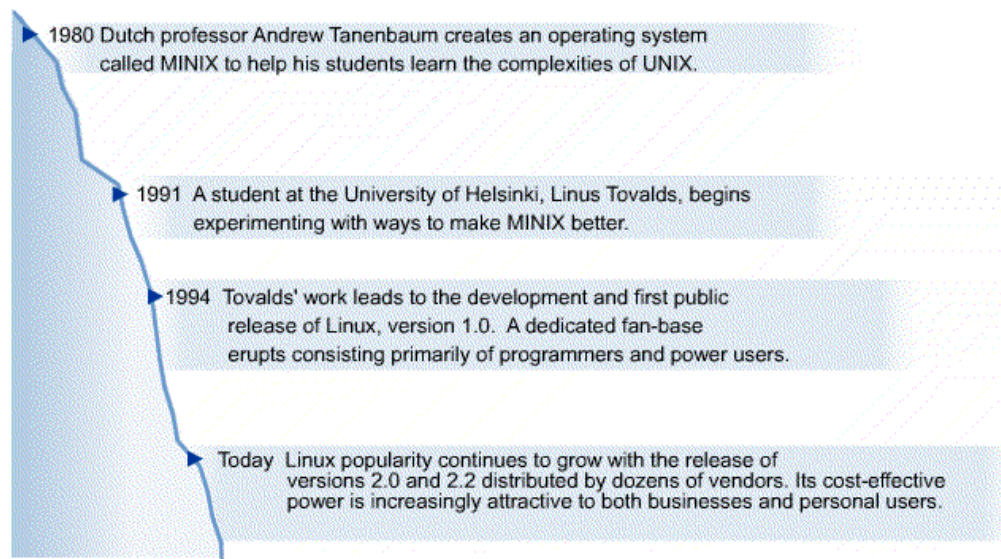 1980 Dutch professor Andrew Tanenbaum creates an operating system
called MINIX to help his students learn the complexities of UNIX.
1991 A student at the University of Helsinki, Linus Tovalds, begins
experimenting with ways to make MINIX better.
1994 Tovalds' work leads to the development and first public
release of Linux, version 1.0. A dedicated fan-base
erupts consisting primarily of programmers and power users.
Today Linux popularity continues to grow with the release of
versions 2.0 and 2.2 distributed by dozens of vendors. Its cost-effective
power is increasingly attractive to both businesses and personal users.